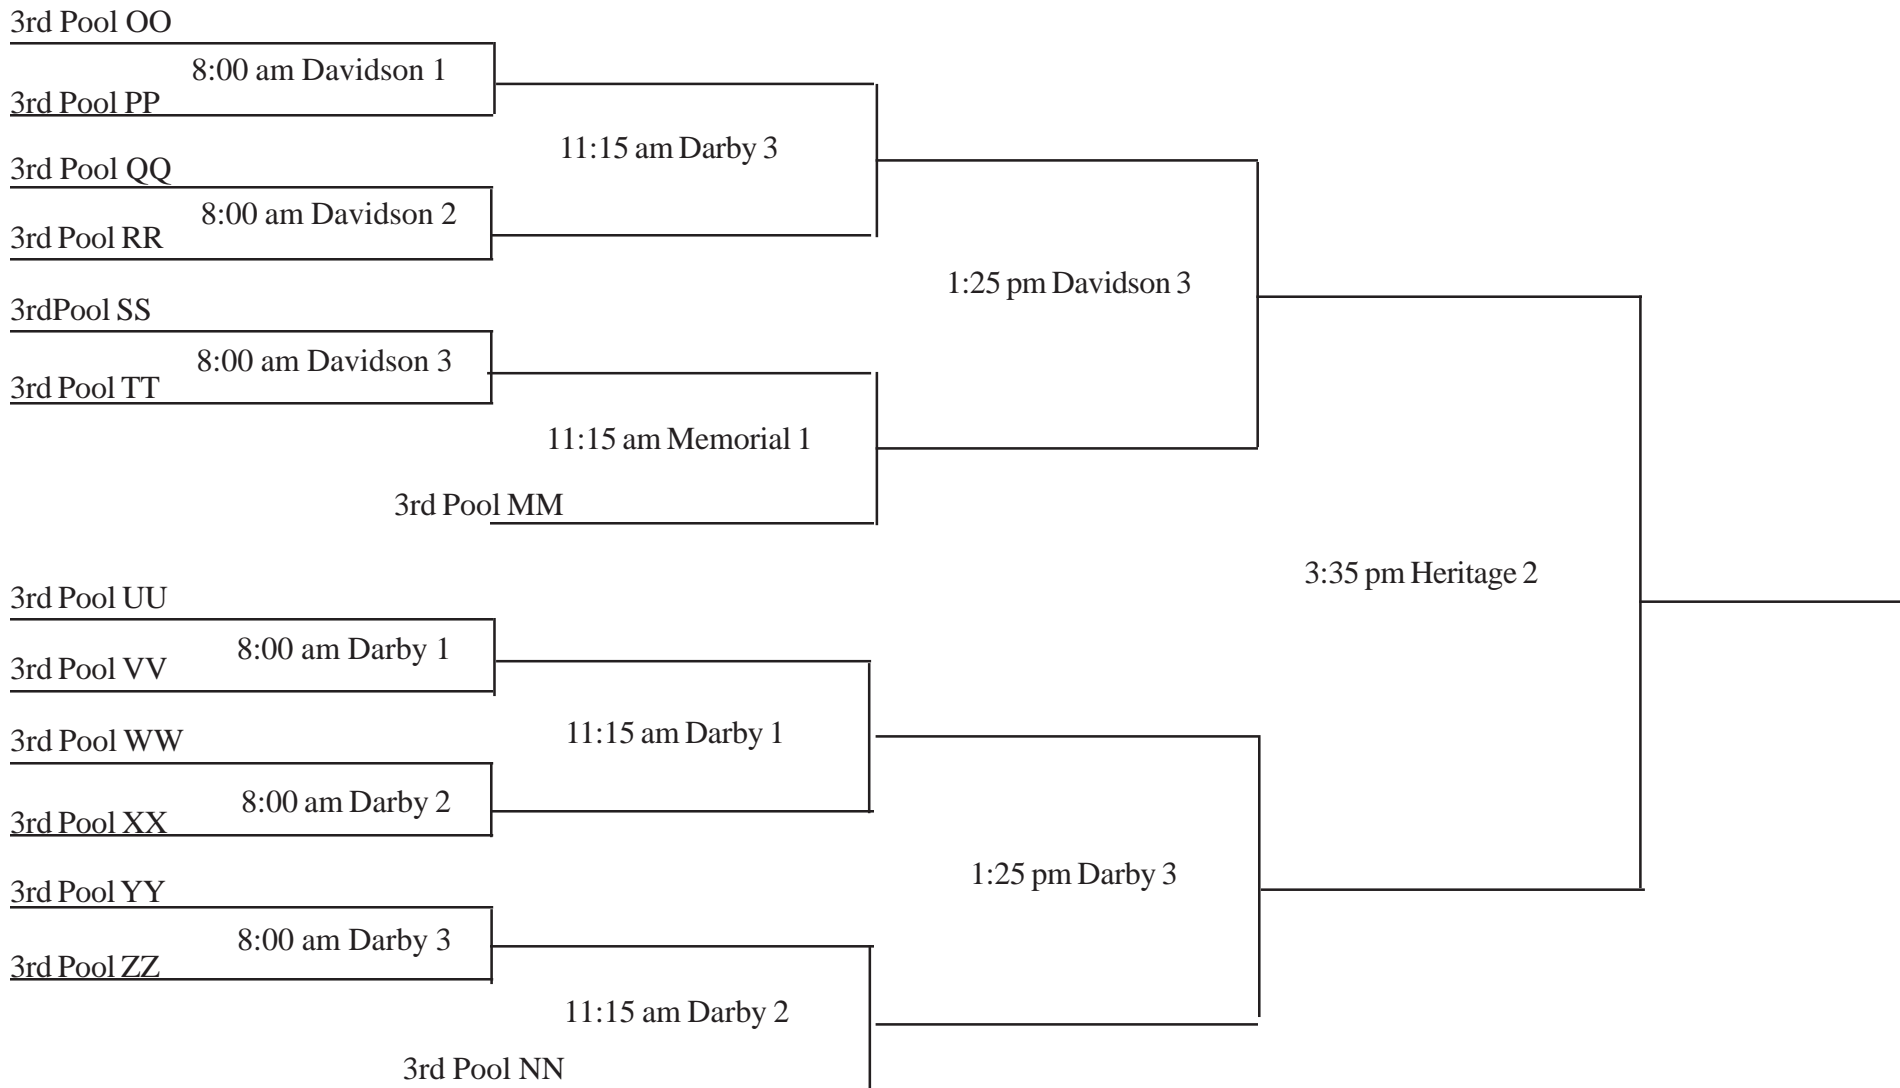 3rd Pool OO
8:00 am Davidson 1
3rd Pool PP
11:15 am Darby 3
3rd Pool QQ
8:00 am Davidson 2
3rd Pool RR
1:25 pm Davidson 3
3rdPool SS
8:00 am Davidson 3
3rd Pool TT
11:15 am Memorial 1
3rd Pool MM
3:35 pm Heritage 2
3rd Pool UU
8:00 am Darby 1
3rd Pool VV
11:15 am Darby 1
3rd Pool WW
8:00 am Darby 2
3rd Pool XX
1:25 pm Darby 3
3rd Pool YY
8:00 am Darby 3
3rd Pool ZZ
11:15 am Darby 2
3rd Pool NN